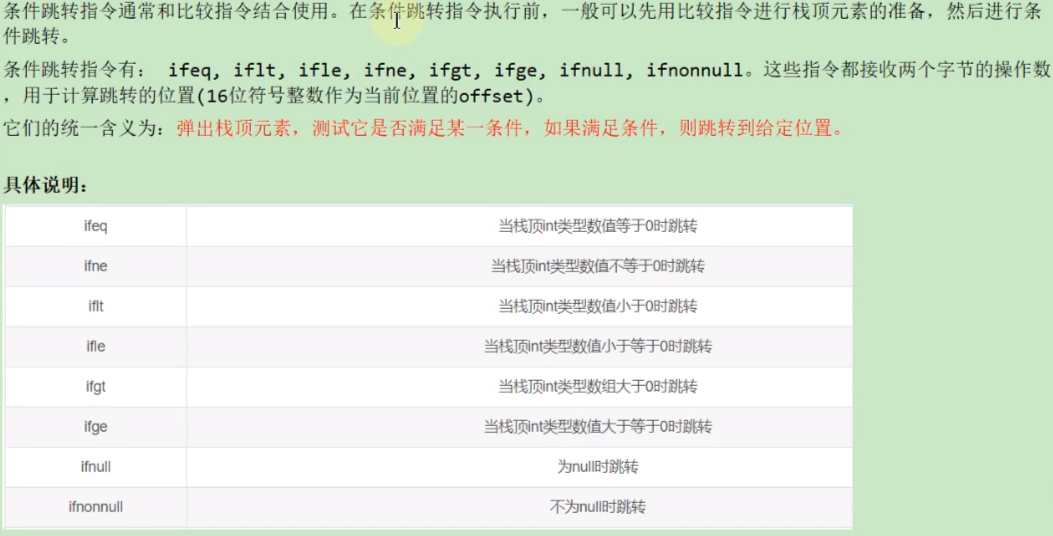 条件跳转指令通常和比较指令结合使用。在条件跳转指令执行前，一般可以先用比较指令进行栈顶元素的准备，然后进行条
件跳转。
条件跳转指令有： ifeq, iflt, ifle, ifne, ifgt, ifge, ifnull, ifnonnull。这些指令都接收两个字节的操作数
，用于计算跳转的位置(16位符号整数作为当前位置的offset)。
它们的统一含义为：弹出栈顶元素，测试它是否满足某一条件，如果满足条件，则跳转到给定位置。
具体说明：
ifeq 当栈顶int类型数值等于0时跳转
ifne 当栈顶int类型数值不等于0时跳转
iflt 当栈顶int类型数值小于0时跳转
ifle 当栈顶int类型数值小于等于0时跳转
ifgt 当栈顶int类型数组大于0时跳转
ifge 当栈顶int类型数值大于等于0时跳转
ifnull 为null时跳转
ifnonnull 不为null时跳转